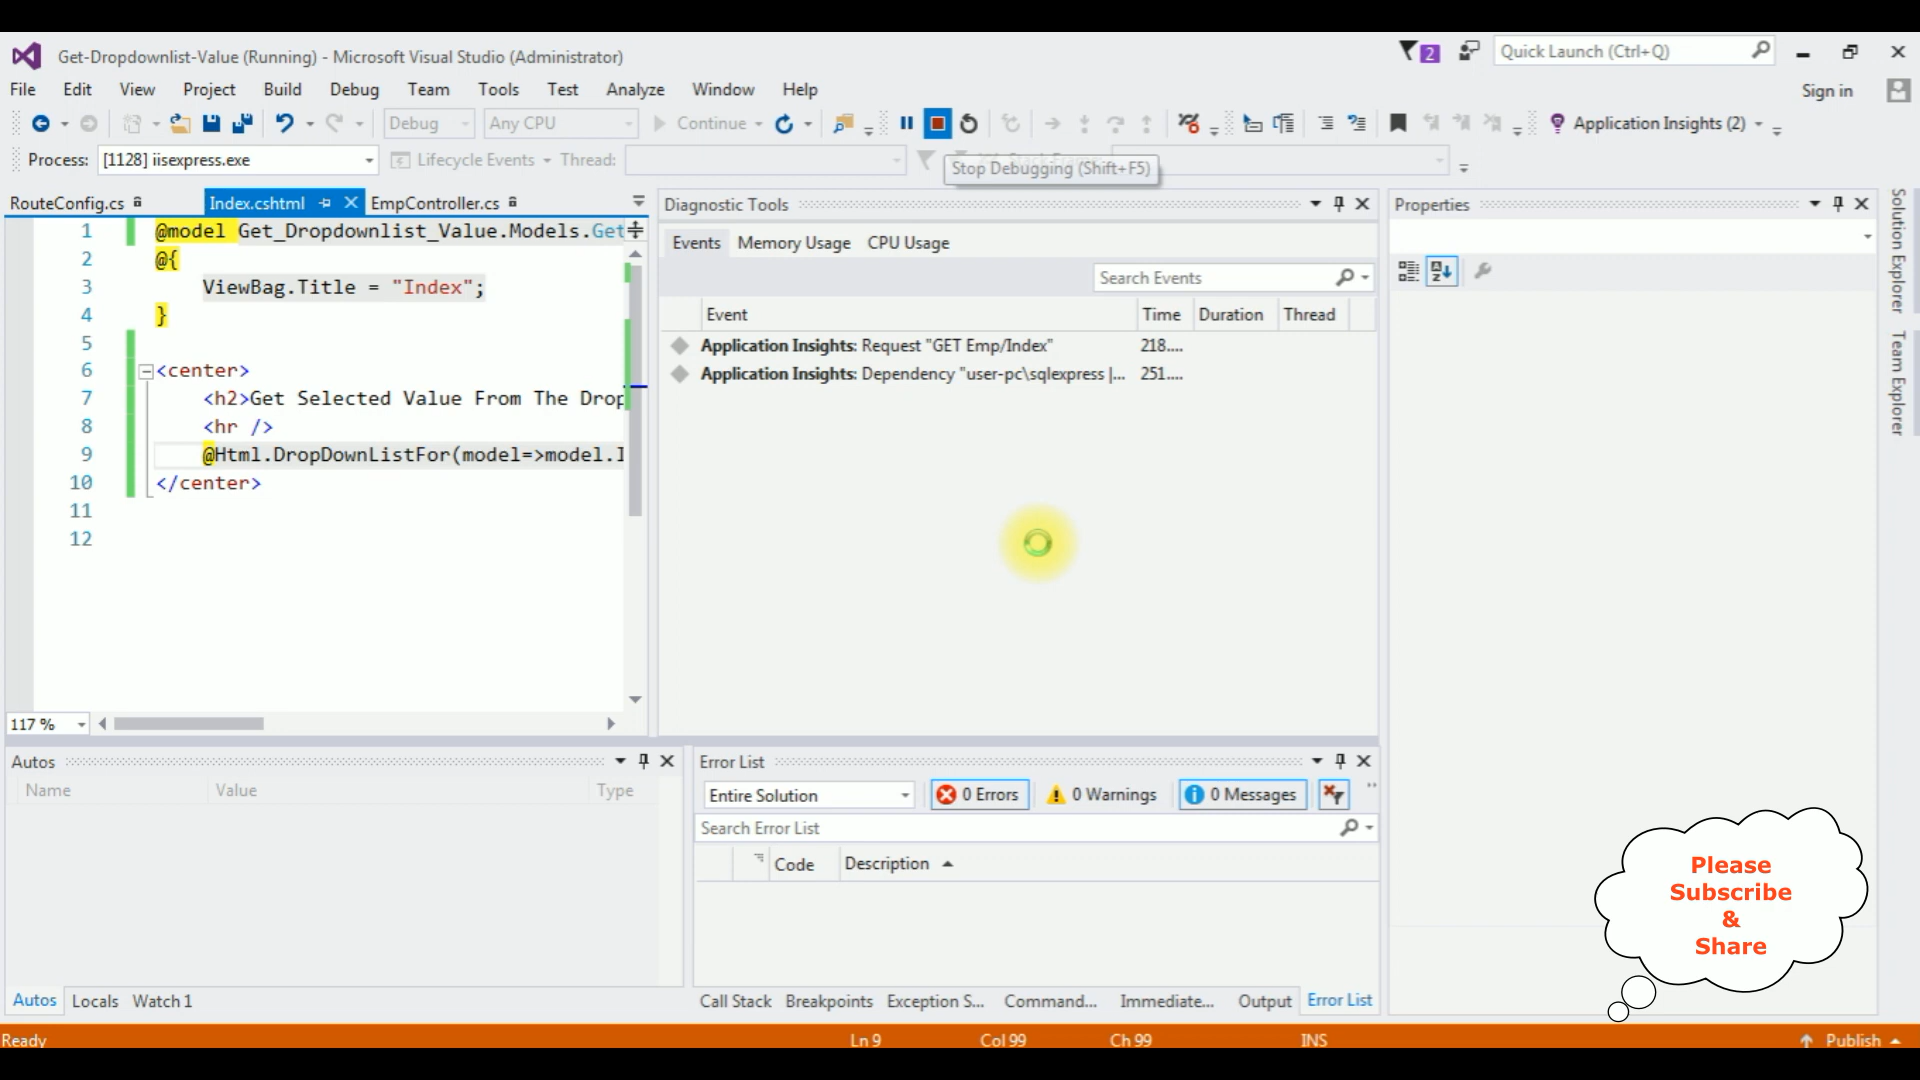 Get-Dropdownlist-Value (Running) - Microsoft Visual Studio (Administrator)
2
Quick Launch (Ctrl+Q)
File Edit View Project Build Debug Team Tools Test Analyze Window Help
Sign in
Debug Any CPU Continue Application Insights (2)
Process: [1128] iisexpress.exe Lifecycle Events Thread:
Stop Debugging (Shift+F5)
RouteConfig.cs Index.cshtml EmpController.cs
1 @model Get_Dropdownlist_Value.Models.Get
2 @{
3 ViewBag.Title = "Index";
4 }
5
6 <center>
7 <h2>Get Selected Value From The Drop
8 <hr />
9 @Html.DropDownListFor(model=>model.I
10 </center>
11
12
117 %
Diagnostic Tools
Events Memory Usage CPU Usage
Search Events
Event Time Duration Thread
Application Insights: Request "GET Emp/Index" 218....
Application Insights: Dependency "user-pc\sqlexpress |... 251....
Properties
Solution Explorer
Team Explorer
Autos
Name Value Type
Autos Locals Watch 1
Error List
Entire Solution 0 Errors 0 Warnings 0 Messages
Search Error List
Code Description
Call Stack Breakpoints Exception S... Command... Immediate... Output Error List
Please
Subscribe
&
Share
Ready Ln 9 Col 99 Ch 99 INS Publish